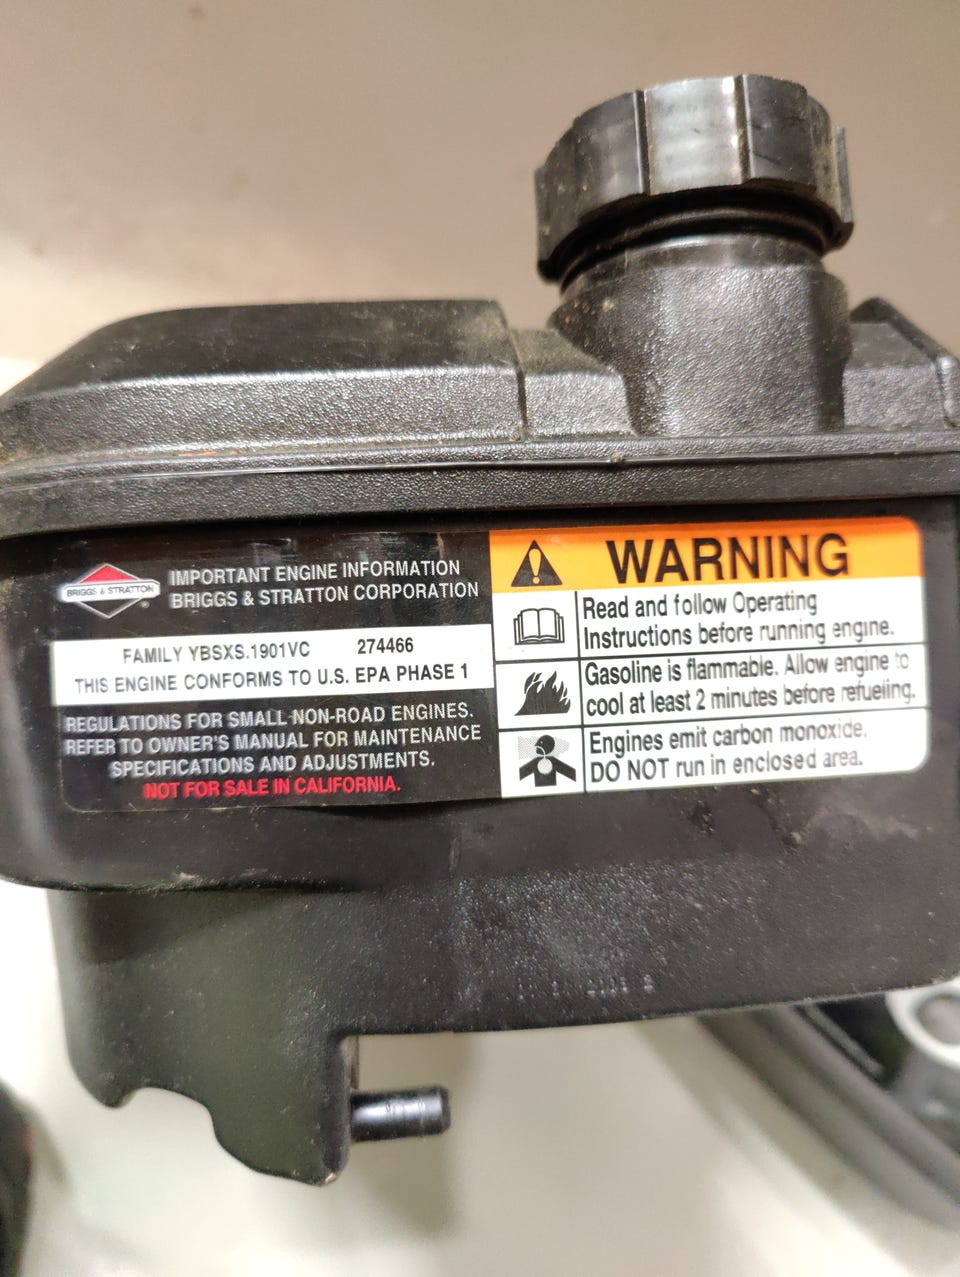 BRIGGS & STRATTON
IMPORTANT ENGINE INFORMATION
BRIGGS & STRATTON CORPORATION
FAMILY YBSXS.1901VC 274466
THIS ENGINE CONFORMS TO U.S. EPA PHASE 1
REGULATIONS FOR SMALL NON-ROAD ENGINES.
REFER TO OWNER'S MANUAL FOR MAINTENANCE
SPECIFICATIONS AND ADJUSTMENTS.
NOT FOR SALE IN CALIFORNIA.
WARNING
Read and follow Operating
Instructions before running engine.
Gasoline is flammable. Allow engine to
cool at least 2 minutes before refueling.
Engines emit carbon monoxide.
DO NOT run in enclosed area.